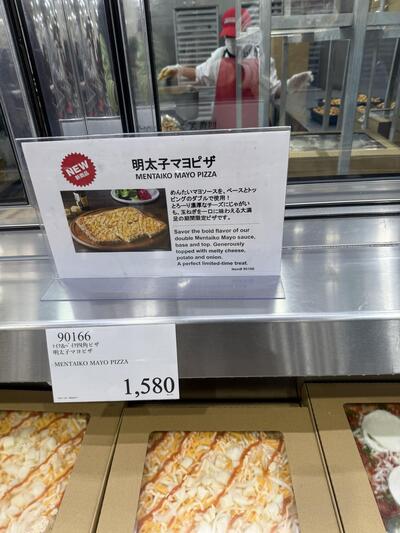 NEW
新商品
明太子マヨピザ
MENTAIKO MAYO PIZZA
めんたいマヨソースを、ベースとトッ
ピングのダブルで使用!
とろ〜り濃厚なチーズにじゃがい
も、玉ねぎを一口に味わえる大満
足の期間限定ピザです。
Savor the bold flavor of our
double Mentaiko Mayo sauce,
base and top. Generously
topped with melty cheese,
potato and onion.
A perfect limited-time treat.
Item# 90166
90166
明太子マヨピザ
MENTAIKO MAYO PIZZA
1,580